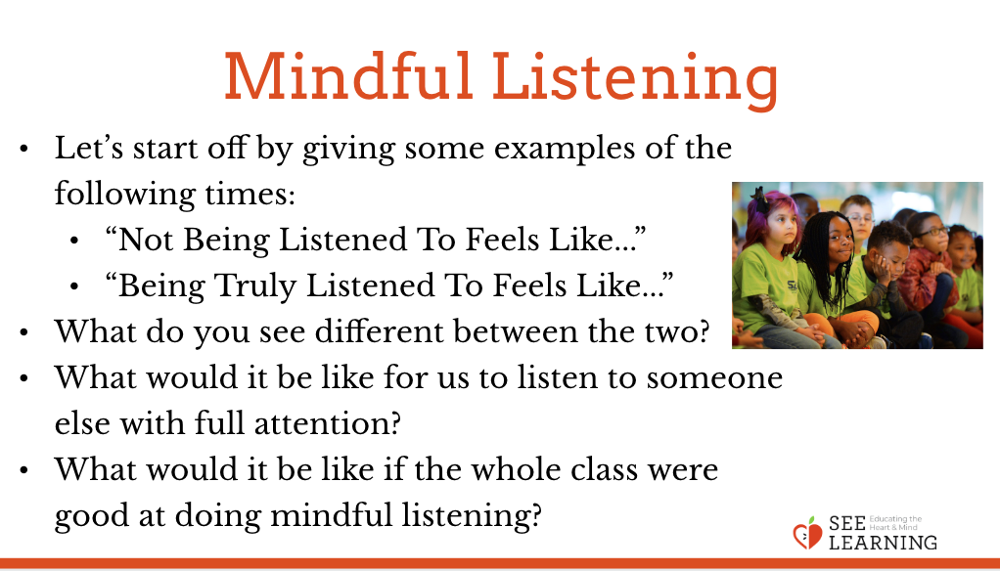 Mindful Listening
• Let’s start off by giving some examples of the
following times:
• “Not Being Listened To Feels Like...”
• “Being Truly Listened To Feels Like...”
• What do you see different between the two?
• What would it be like for us to listen to someone
else with full attention?
• What would it be like if the whole class were
good at doing mindful listening?
SEE Educating the
Heart & Mind
LEARNING